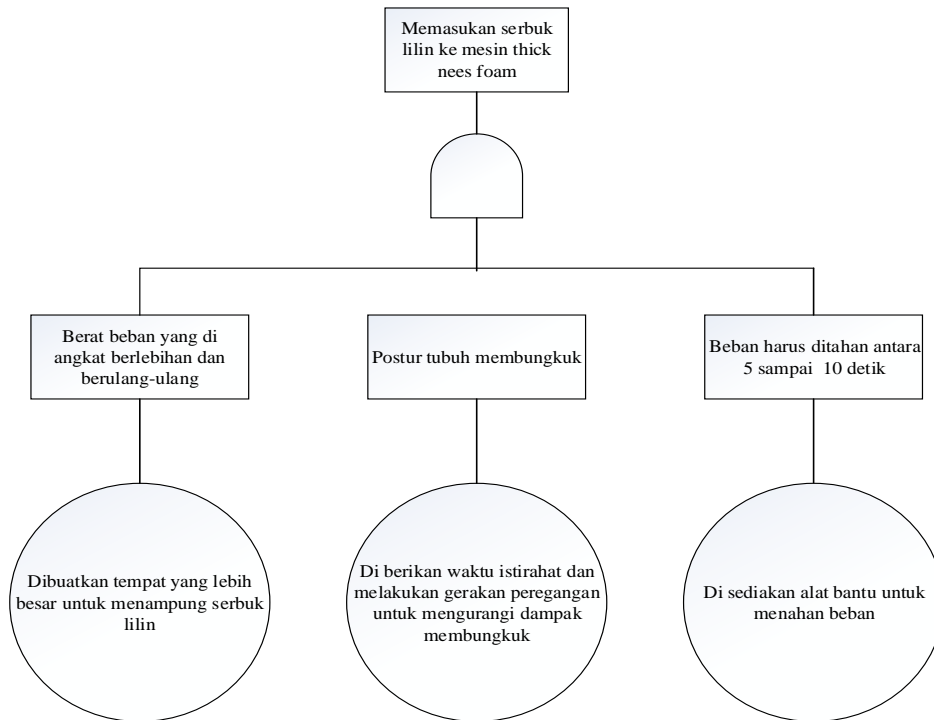 Memasukan serbuk
lilin ke mesin thick
nees foam
Berat beban yang di
angkat berlebihan dan
berulang-ulang
Postur tubuh membungkuk
Beban harus ditahan antara
5 sampai 10 detik
Dibuatkan tempat yang lebih
besar untuk menampung serbuk
lilin
Di berikan waktu istirahat dan
melakukan gerakan peregangan
untuk mengurangi dampak
membungkuk
Di sediakan alat bantu untuk
menahan beban